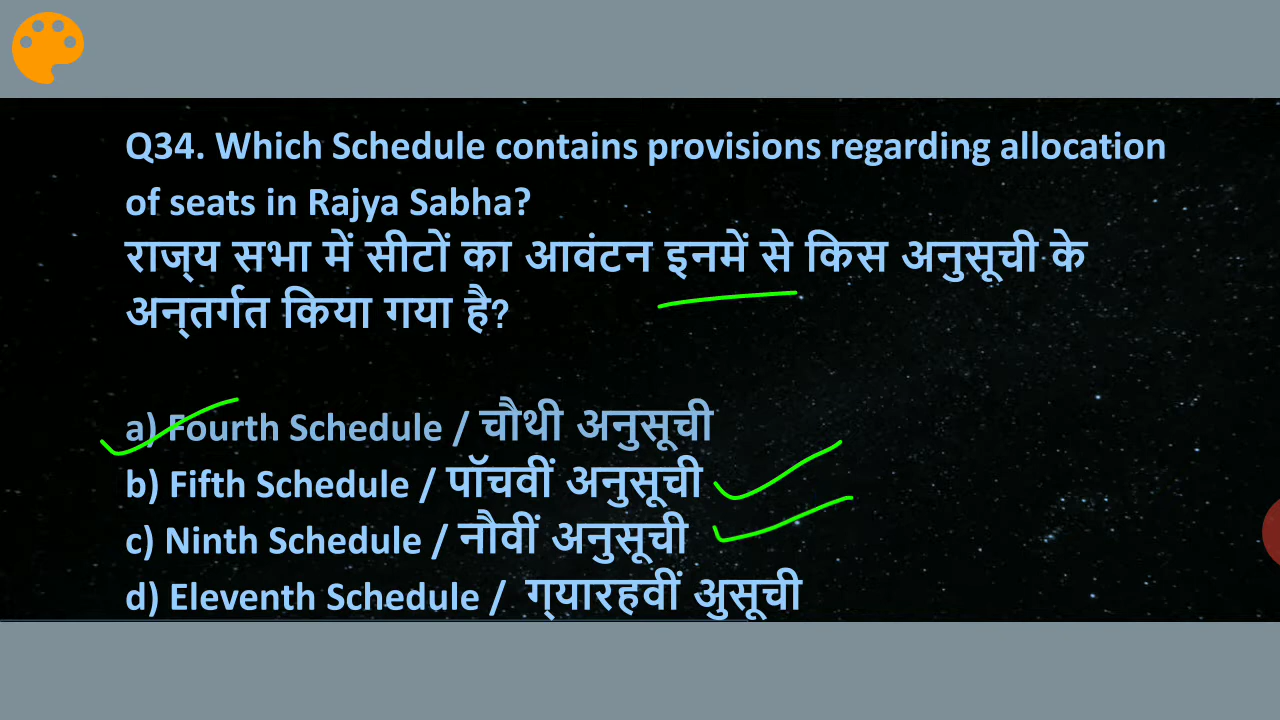 Q34. Which Schedule contains provisions regarding allocation
of seats in Rajya Sabha?
राज्य सभा में सीटों का आवंटन इनमें से किस अनुसूची के
अन्तर्गत किया गया है?
a) Fourth Schedule / चौथी अनुसूची
b) Fifth Schedule / पॉचवीं अनुसूची
c) Ninth Schedule / नौवीं अनुसूची
d) Eleventh Schedule / ग्यारहवीं अुसूची